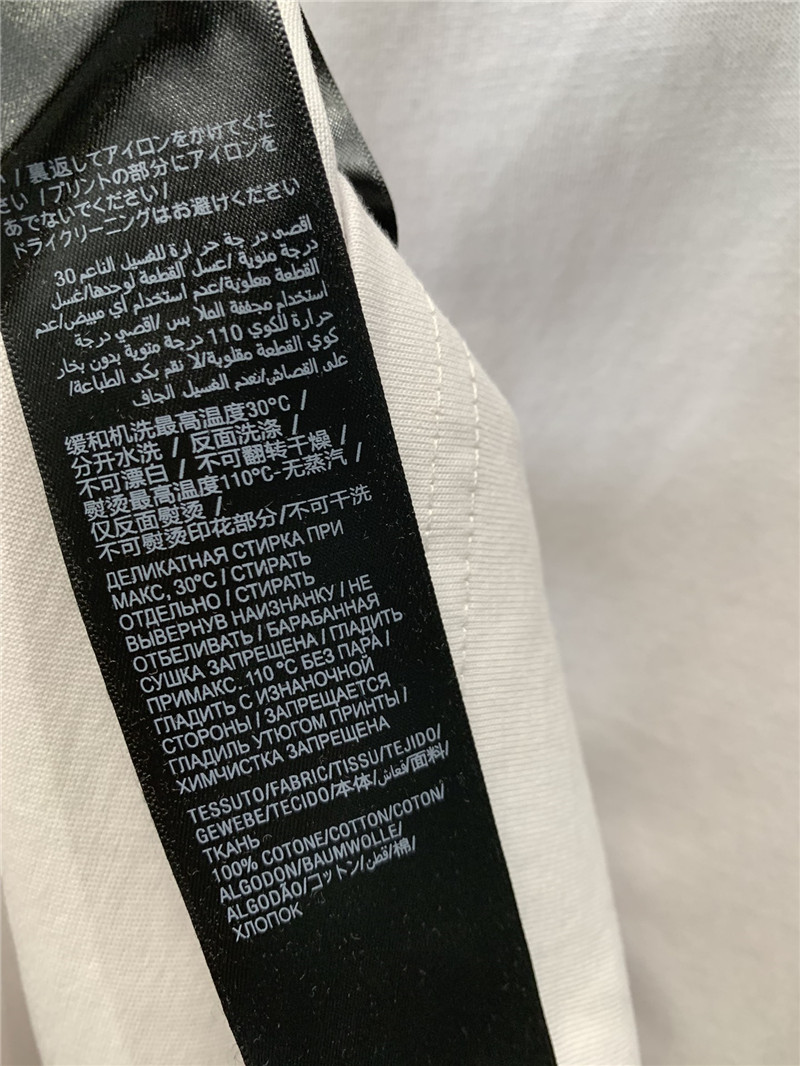 い / 裏返してアイロンをかけてくだ
さい / プリントの部分にアイロンを
あてないでください /
ドライクリーニングはお避けください
اقصى درجة حرارة للغسيل الناعم 30
درجة مئوية /غسل القطعة لوحدها/غسل
القطعة مقلوبة/عدم استخدام أي مبيض/عدم
استخدام مجففة الملابس /اقصى درجة
حرارة للكوي 110 درجة مئوية بدون بخار
كوي القطعة مقلوبة/لا تقم بكي الطباعة/
على القصاش/نعدم الغسيل الجاف
缓和机洗最高温度30°C /
分开水洗 / 反面洗涤 /
不可漂白 / 不可翻转干燥 /
熨烫最高温度110°C-无蒸汽 /
仅反面熨烫 /
不可熨烫印花部分/不可干洗
ДЕЛИКАТНАЯ СТИРКА ПРИ
МАКС. 30°C / СТИРАТЬ
ОТДЕЛЬНО / СТИРАТЬ
ВЫВЕРНУВ НАИЗНАНКУ / НЕ
ОТБЕЛИВАТЬ / БАРАБАННАЯ
СУШКА ЗАПРЕЩЕНА / ГЛАДИТЬ
ПРИМАКС. 110 °C БЕЗ ПАРА /
ГЛАДИТЬ С ИЗНАНОЧНОЙ
СТОРОНЫ / ЗАПРЕЩАЕТСЯ
ГЛАДИЛЬ УТЮГОМ ПРИНТЫ /
ХИМЧИСТКА ЗАПРЕЩЕНА
TESSUTO/FABRIC/TISSU/TEJIDO/
GEWEBE/TECIDO/本体/قماش/面料/
ТКАНЬ
100% COTONE/COTTON/COTON/
ALGODON/BAUMWOLLE/
ALGODÃO/コットン/قطن/棉/
ХЛОПОК